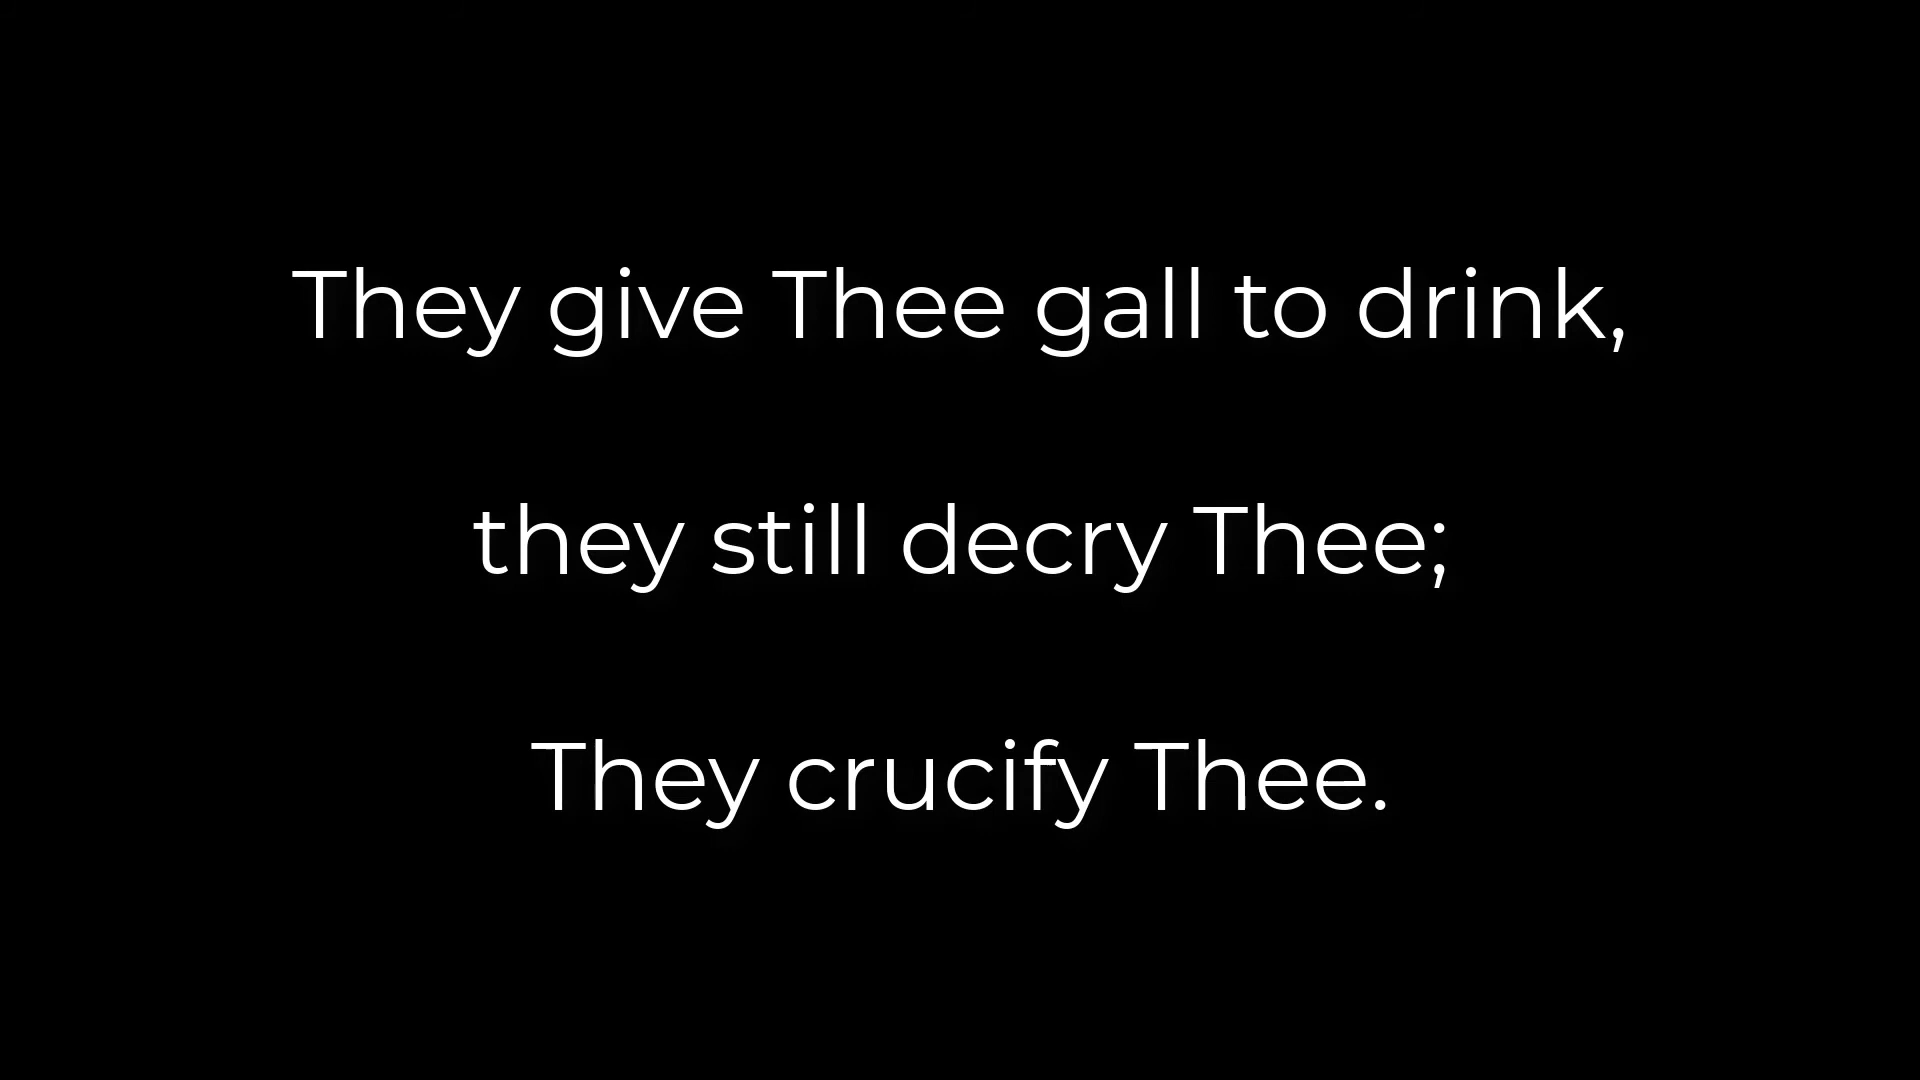 They give Thee gall to drink,
they still decry Thee;
They crucify Thee.